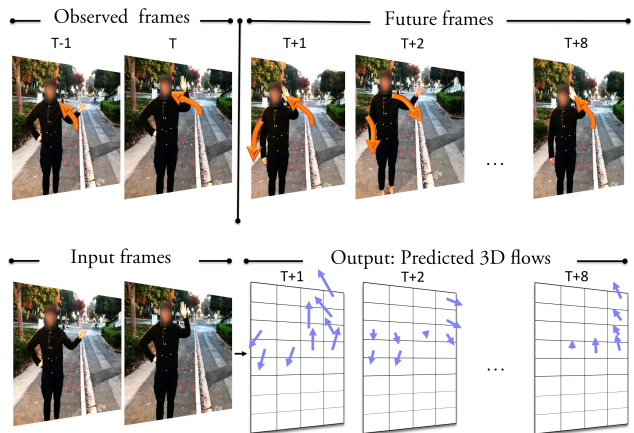 Observed frames
Future frames
T-1
T
T+1
T+2
T+8
...
Input frames
Output: Predicted 3D flows
T+1
T+2
T+8
...